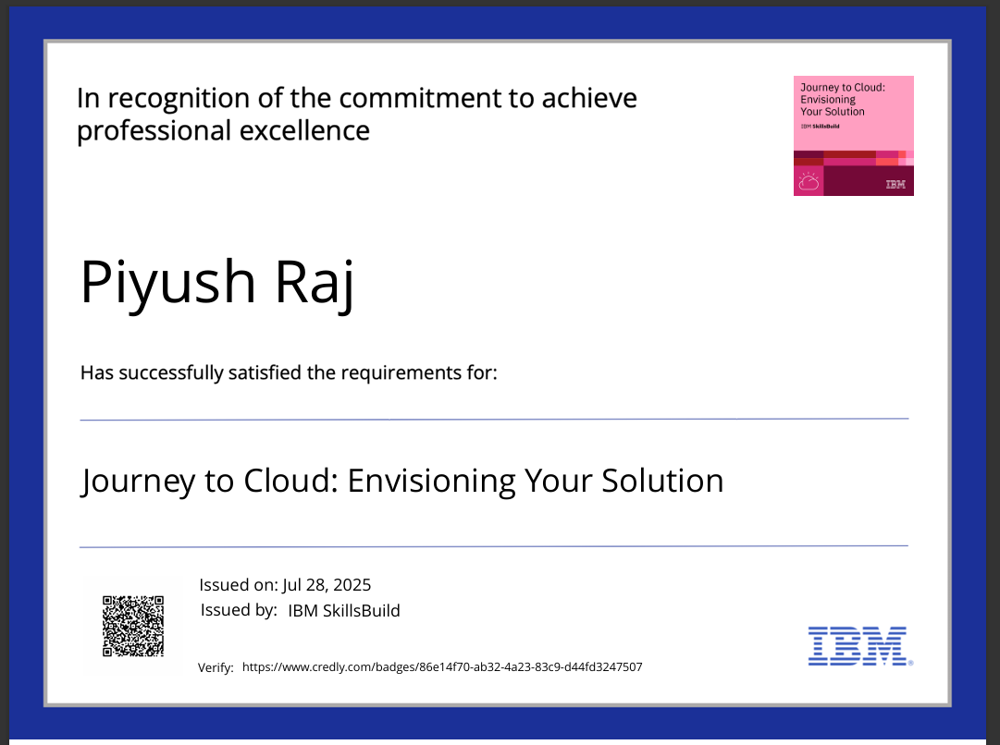 In recognition of the commitment to achieve
professional excellence
Journey to Cloud:
Envisioning
Your Solution
IBM SkillsBuild
IBM
Piyush Raj
Has successfully satisfied the requirements for:
Journey to Cloud: Envisioning Your Solution
Issued on: Jul 28, 2025
Issued by: IBM SkillsBuild
Verify: https://www.credly.com/badges/86e14f70-ab32-4a23-83c9-d44fd3247507
IBM®